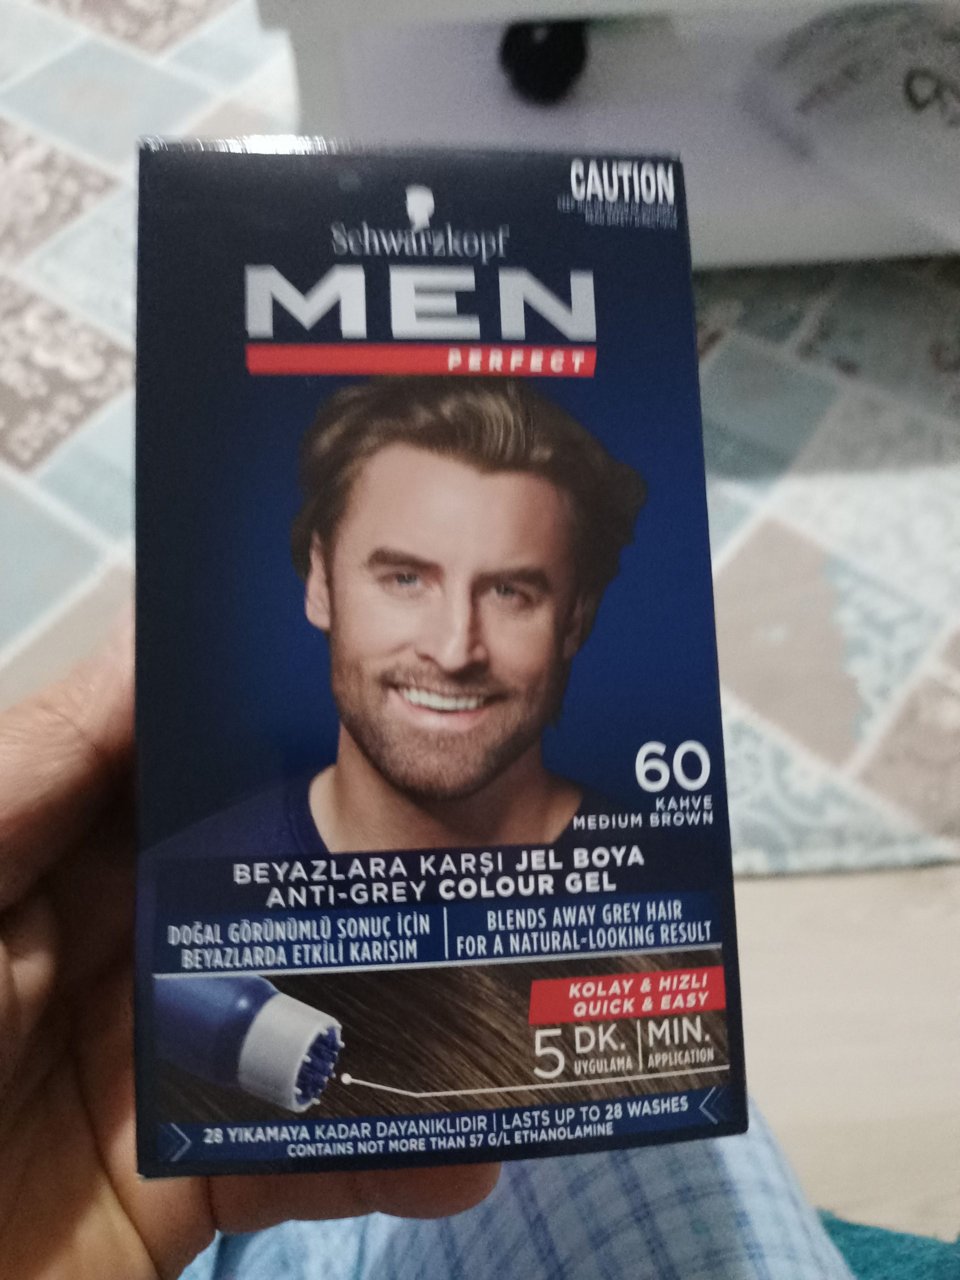 CAUTION
Schwarzkopf
MEN
PERFECT
60
KAHVE
MEDIUM BROWN
BEYAZLARA KARŞI JEL BOYA
ANTI-GREY COLOUR GEL
DOĞAL GÖRÜNÜMLÜ SONUÇ İÇİN
BEYAZLARDA ETKİLİ KARIŞIM
BLENDS AWAY GREY HAIR
FOR A NATURAL-LOOKING RESULT
KOLAY & HIZLI
QUICK & EASY
5 DK. | MIN.
UYGULAMA | APPLICATION
28 YIKAMAYA KADAR DAYANIKLIDIR | LASTS UP TO 28 WASHES
CONTAINS NOT MORE THAN 57 G/L ETHANOLAMINE